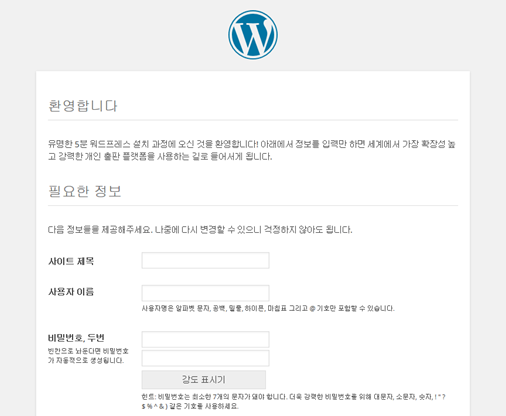 환영합니다
유명한 5분 워드프레스 설치 과정에 오신 것을 환영합니다! 아래에서 정보를 입력만 하면 세계에서 가장 확장성 높
고 강력한 개인 출판 플랫폼을 사용하는 길로 들어서게 됩니다.
필요한 정보
다음 정보들을 제공해주세요. 나중에 다시 변경할 수 있으니 걱정하지 않아도 됩니다.
사이트 제목
사용자 이름
사용자명은 알파벳 문자, 공백, 밑줄, 하이픈, 마침표 그리고 @ 기호만 포함할 수 있습니다.
비밀번호, 두번
빈칸으로 놔둔다면 비밀번호
가 자동적으로 생성됩니다.
강도 표시기
힌트: 비밀번호는 최소한 7개의 문자가 돼야 합니다. 더욱 강력한 비밀번호를 위해 대문자, 소문자, 숫자, ! " ?
$ % ^ & ) 같은 기호를 사용하세요.